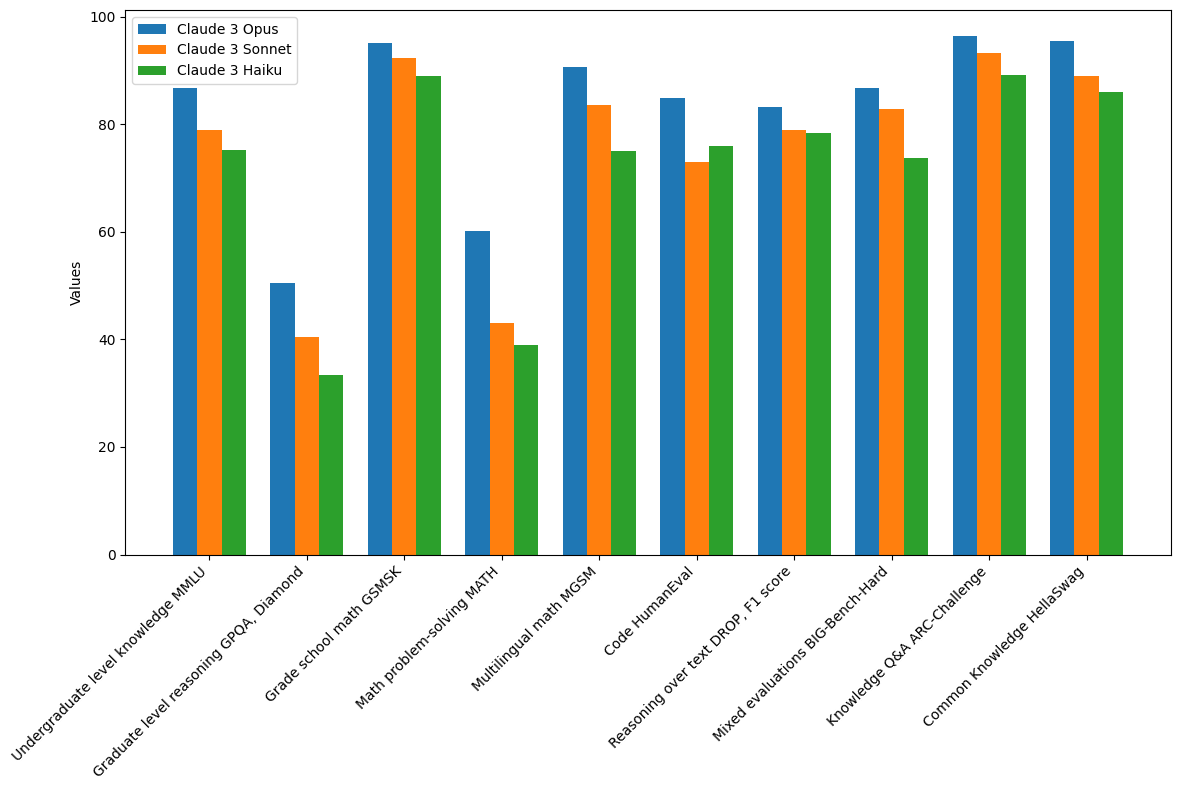 Claude 3 Opus
Claude 3 Sonnet
Claude 3 Haiku
100
80
60
40
20
0
Values
Undergraduate level knowledge MMLU
Graduate level reasoning GPQA, Diamond
Grade school math GSMSK
Math problem-solving MATH
Multilingual math MGSM
Code HumanEval
Reasoning over text DROP, F1 score
Mixed evaluations BIG-Bench-Hard
Knowledge Q&A ARC-Challenge
Common Knowledge HellaSwag